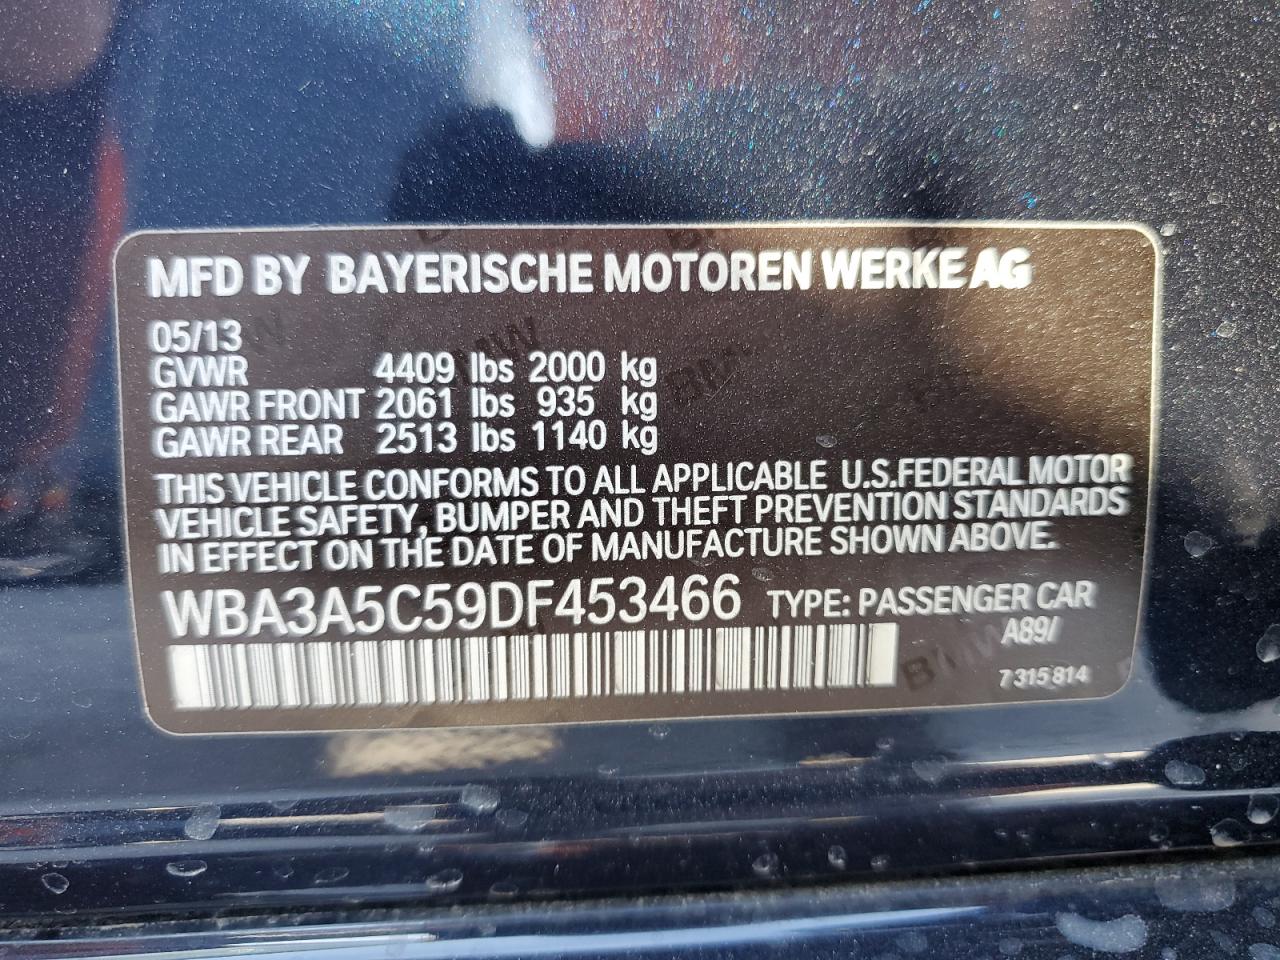 MFD BY BAYERISCHE MOTOREN WERKE AG
05/13
GVWR 4409 lbs 2000 kg
GAWR FRONT 2061 lbs 935 kg
GAWR REAR 2513 lbs 1140 kg
THIS VEHICLE CONFORMS TO ALL APPLICABLE U.S.FEDERAL MOTOR
VEHICLE SAFETY, BUMPER AND THEFT PREVENTION STANDARDS
IN EFFECT ON THE DATE OF MANUFACTURE SHOWN ABOVE.
WBA3A5C59DF453466 TYPE: PASSENGER CAR
A89/
7 315 814